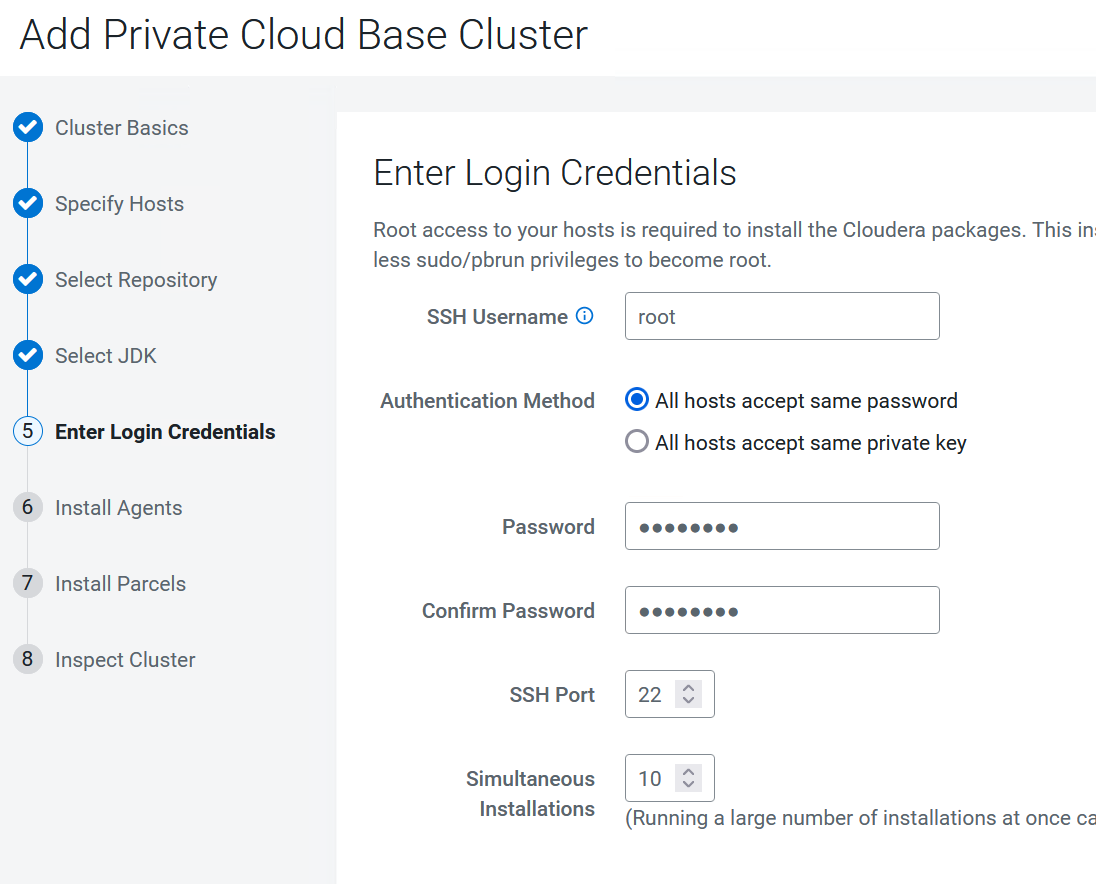 Add Private Cloud Base Cluster
Cluster Basics
Specify Hosts
Select Repository
Select JDK
5 Enter Login Credentials
6 Install Agents
7 Install Parcels
8 Inspect Cluster
Enter Login Credentials
Root access to your hosts is required to install the Cloudera packages. This
less sudo/pbrun privileges to become root.
SSH Username
root
Authentication Method
All hosts accept same password
All hosts accept same private key
Password
●●●●●●●●
Confirm Password
●●●●●●●●
SSH Port
22
Simultaneous
Installations
10
(Running a large number of installations at once